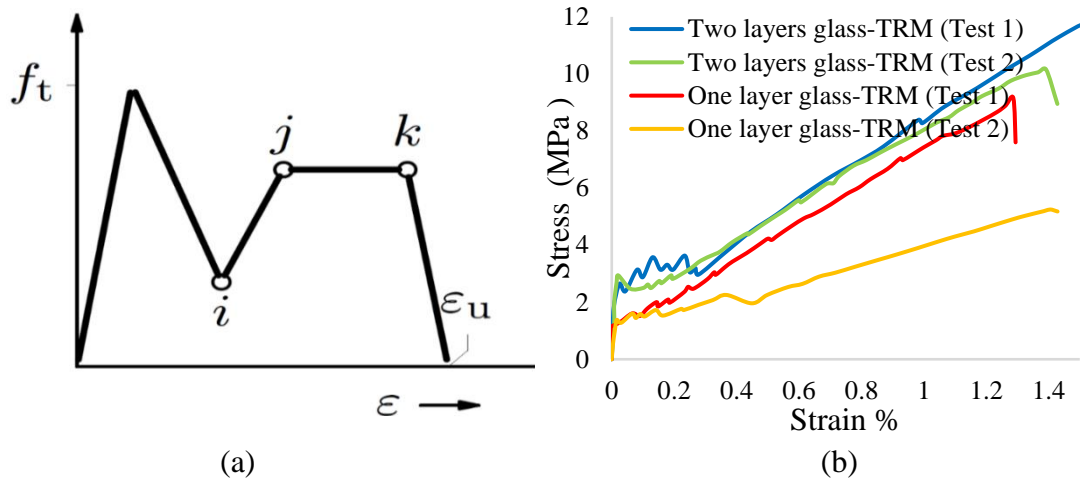 f_t
j
k
i
ε_u
ε
(a)
12
10
8
6
4
2
0
Stress (MPa)
Two layers glass-TRM (Test 1)
Two layers glass-TRM (Test 2)
One layer glass-TRM (Test 1)
One layer glass-TRM (Test 2)
0 0.2 0.4 0.6 0.8 1 1.2 1.4
Strain %
(b)